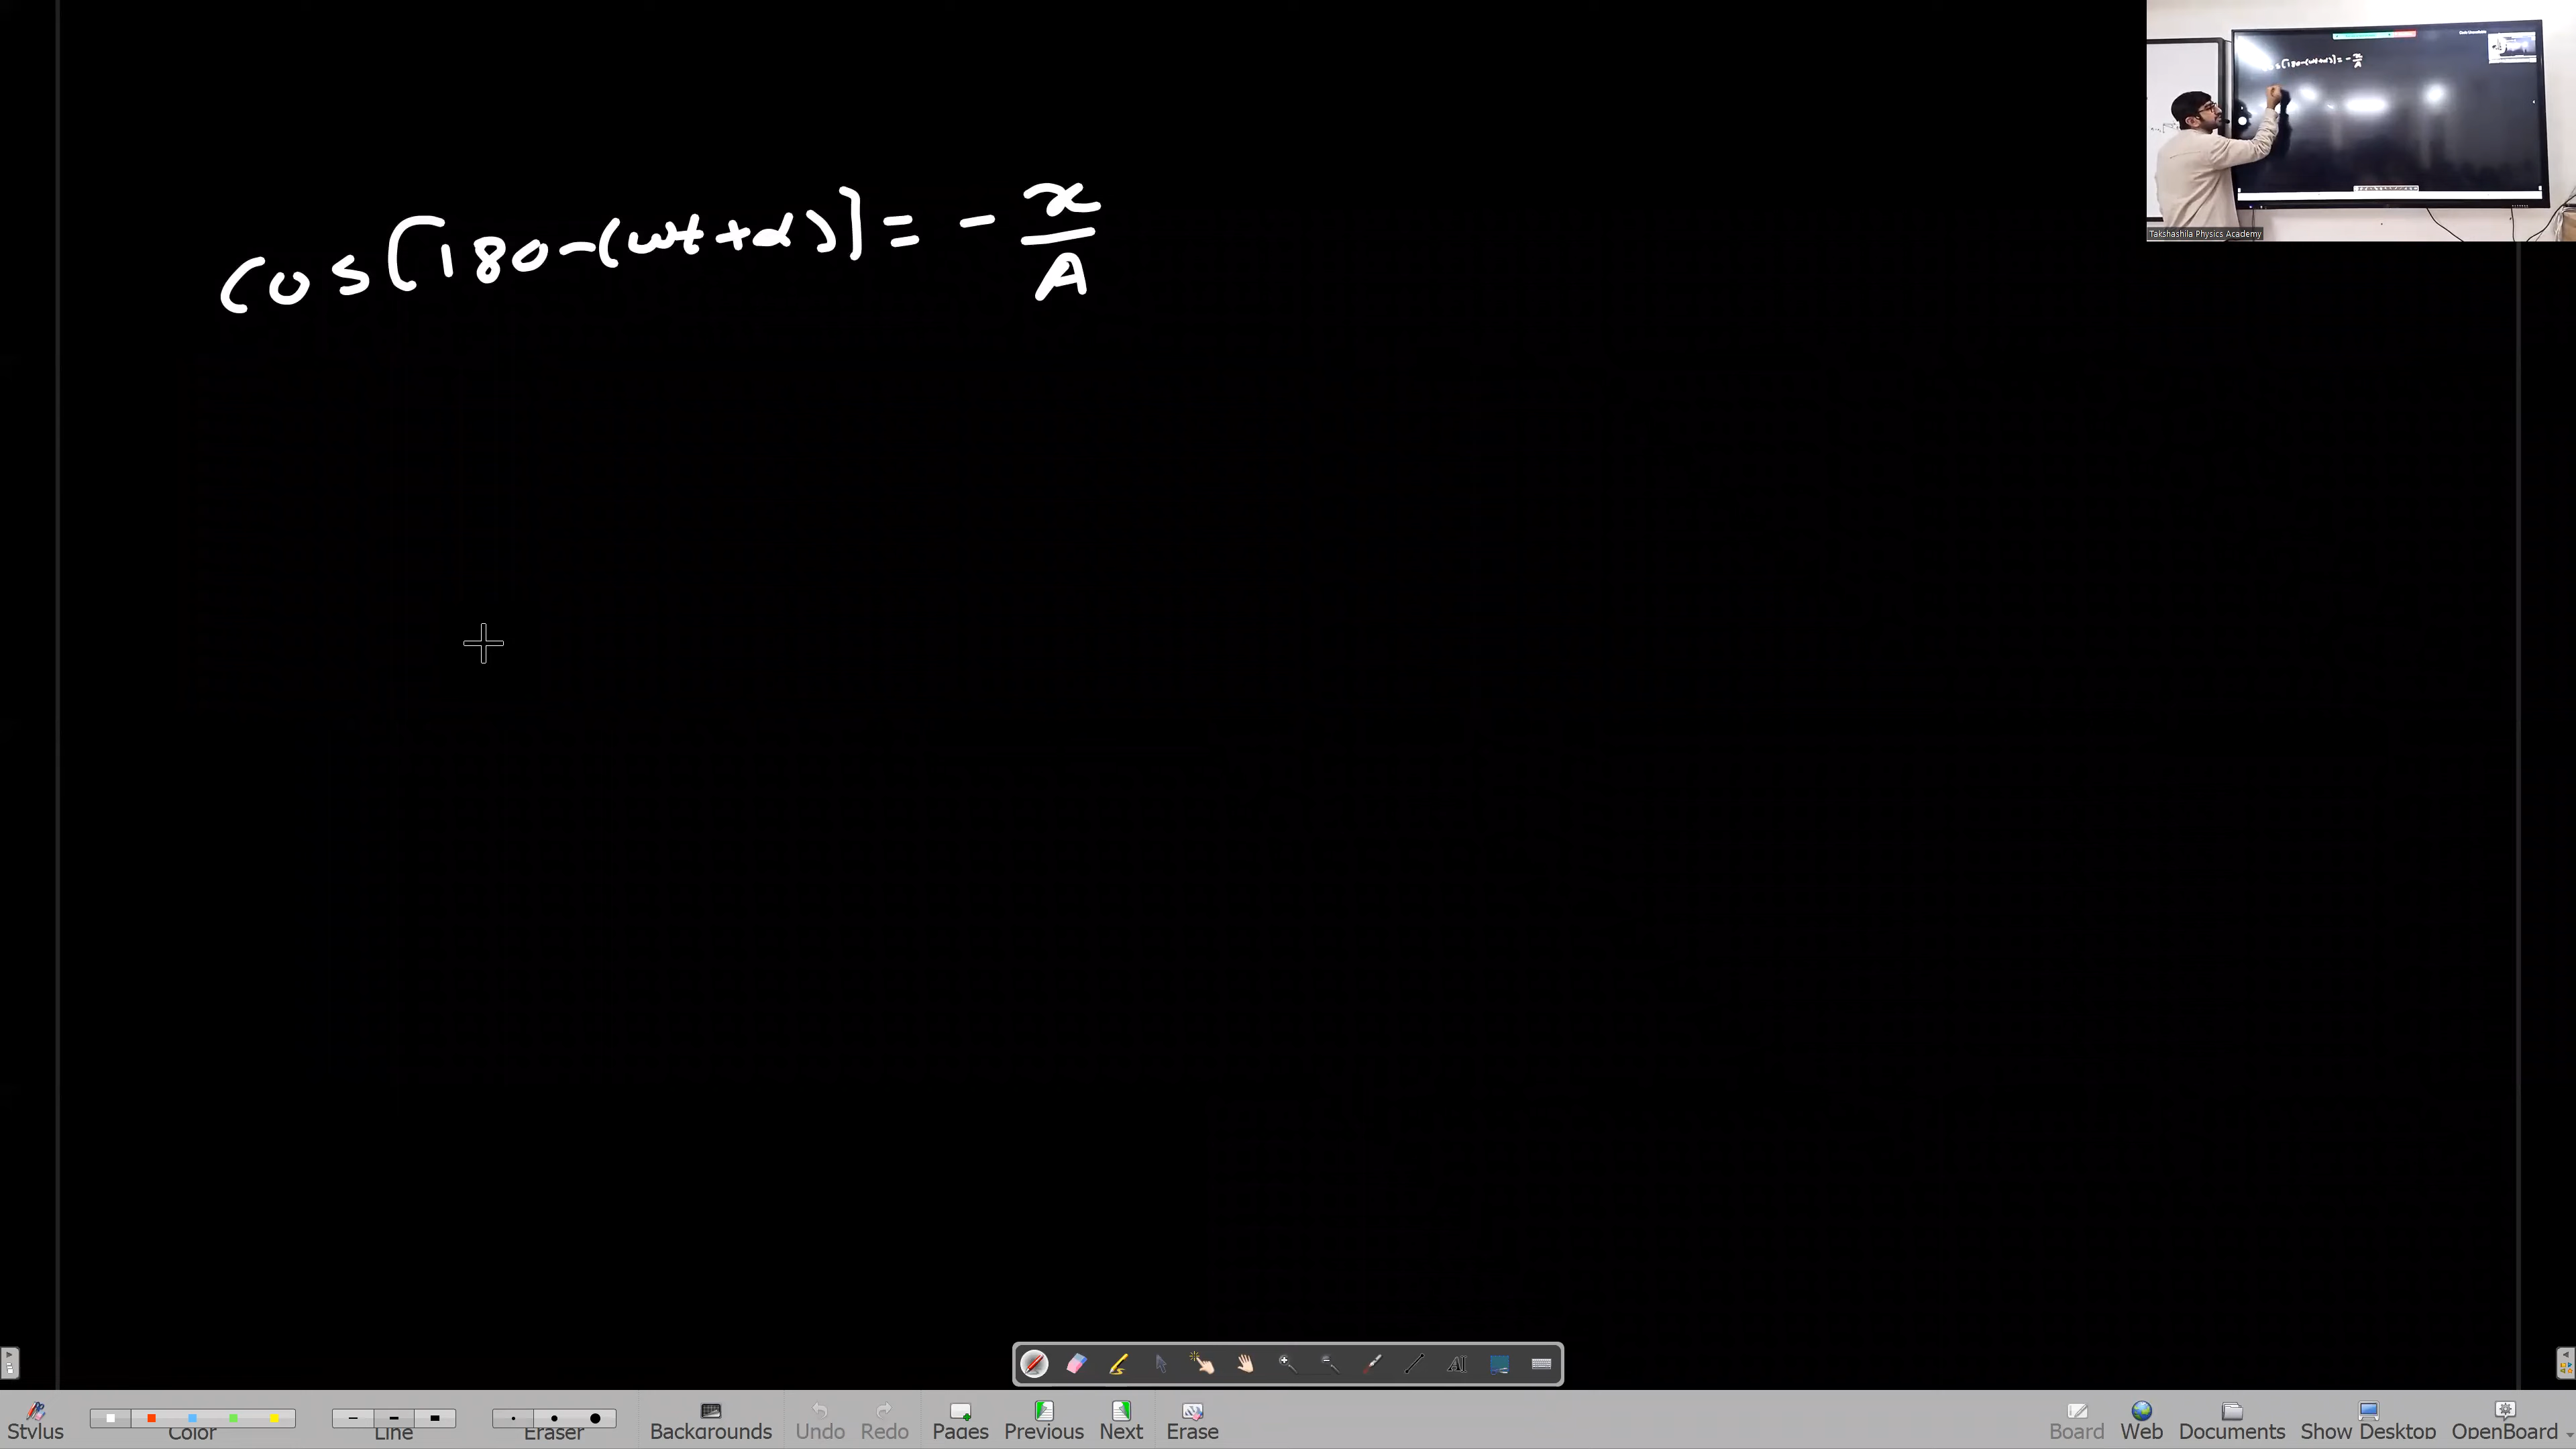 cos[180-(ωt+α)] = - x/A
Takshashila Physics Academy
AI
Stylus
Color
Line
Eraser
Backgrounds
Undo
Redo
Pages
Previous
Next
Erase
Board
Web
Documents
Show Desktop
OpenBoard